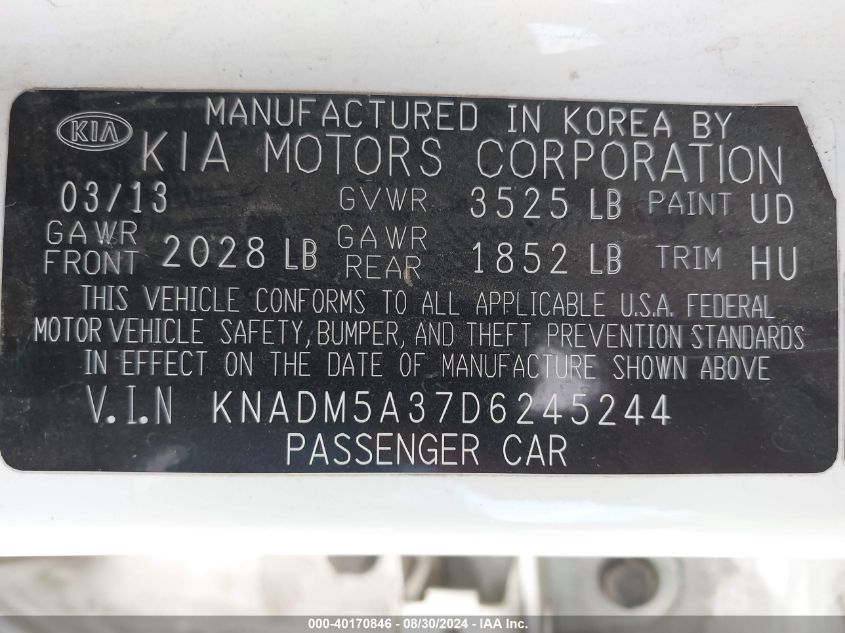 MANUFACTURED IN KOREA BY
KIA KIA MOTORS CORPORATION
03/13 GVWR 3525 LB PAINT UD
GAWR FRONT 2028 LB GAWR REAR 1852 LB TRIM HU
THIS VEHICLE CONFORMS TO ALL APPLICABLE U.S.A. FEDERAL
MOTOR VEHICLE SAFETY, BUMPER, AND THEFT PREVENTION STANDARDS
IN EFFECT ON THE DATE OF MANUFACTURE SHOWN ABOVE
V.I.N KNADM5A37D6245244
PASSENGER CAR
000-40170846 - 08/30/2024 - IAA Inc.